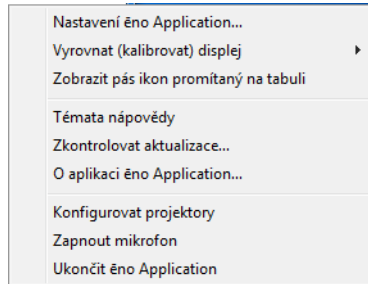 Nastavení ēno Application...
Vyrovnat (kalibrovat) displej
Zobrazit pás ikon promítaný na tabuli
Témata nápovědy
Zkontrolovat aktualizace...
O aplikaci ēno Application...
Konfigurovat projektory
Zapnout mikrofon
Ukončit ēno Application